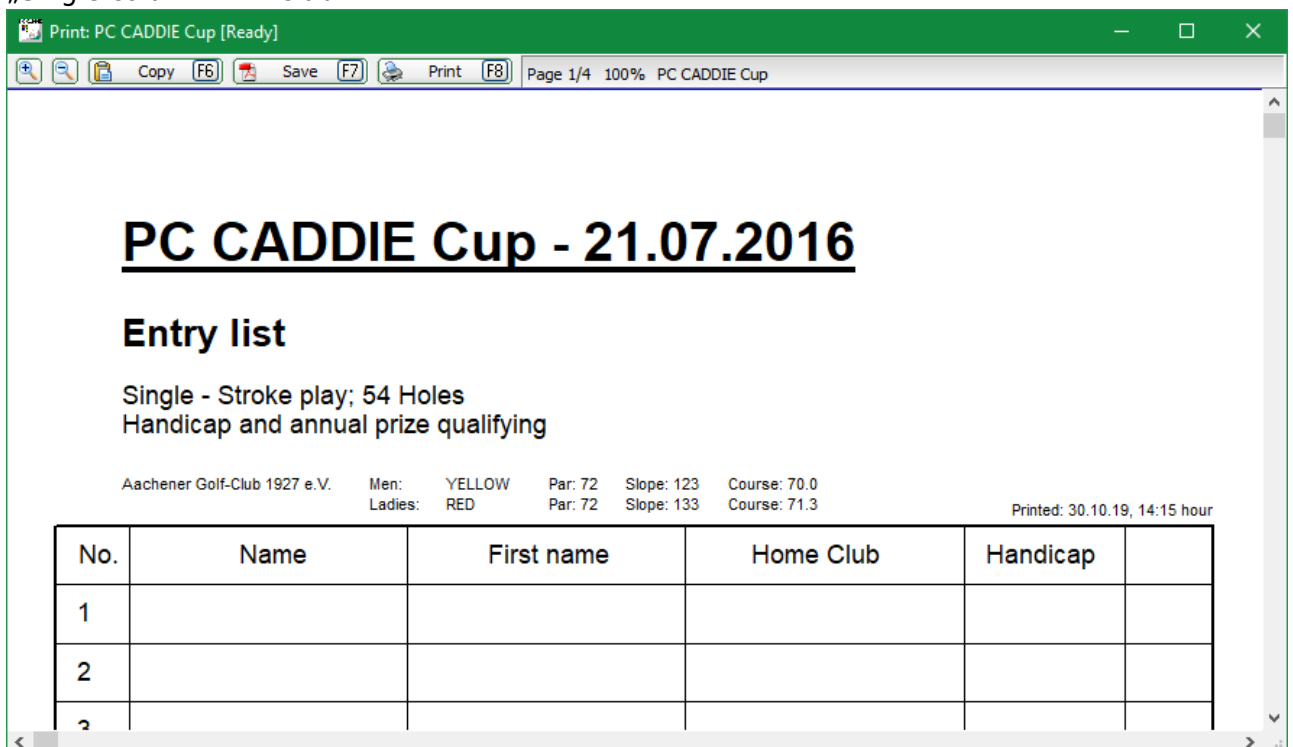 Print: PC CADDIE Cup [Ready]
Copy F6 Save F7 Print F8 Page 1/4 100% PC CADDIE Cup
PC CADDIE Cup - 21.07.2016
Entry list
Single - Stroke play; 54 Holes
Handicap and annual prize qualifying
Aachener Golf-Club 1927 e.V. Men: YELLOW Par: 72 Slope: 123 Course: 70.0
Ladies: RED Par: 72 Slope: 133 Course: 71.3
Printed: 30.10.19, 14:15 hour
No. Name First name Home Club Handicap
1
2
3